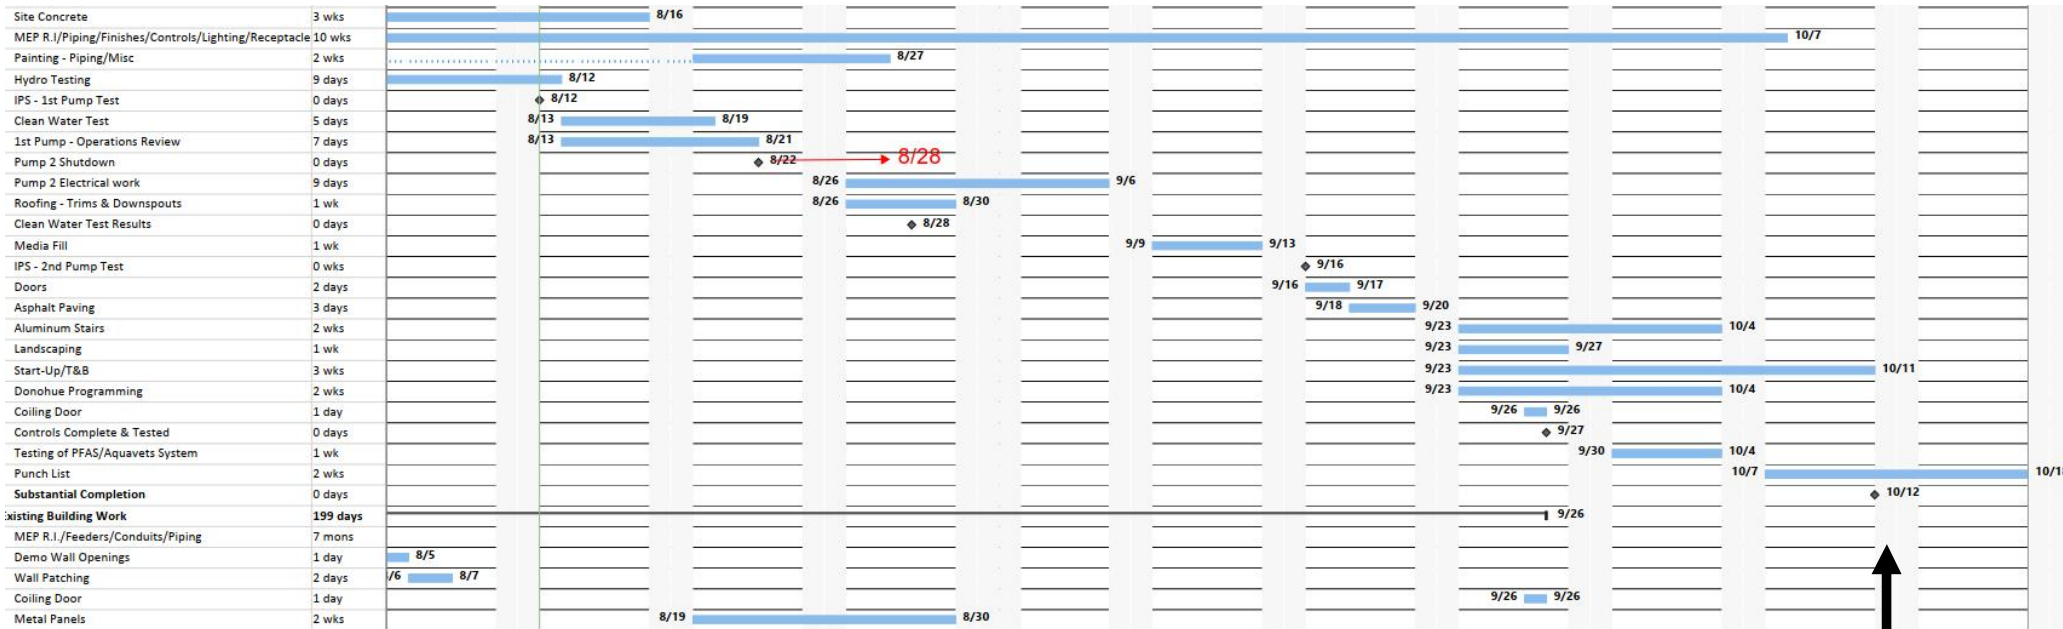 Site Concrete 3 wks 8/16
MEP R.I/Piping/Finishes/Controls/Lighting/Receptacle 10 wks 10/7
Painting - Piping/Misc 2 wks 8/27
Hydro Testing 9 days 8/12
IPS - 1st Pump Test 0 days 8/12
Clean Water Test 5 days 8/13 8/19
1st Pump - Operations Review 7 days 8/13 8/21
Pump 2 Shutdown 0 days 8/22 8/28
Pump 2 Electrical work 9 days 8/26 9/6
Roofing - Trims & Downspouts 1 wk 8/26 8/30
Clean Water Test Results 0 days 8/28
Media Fill 1 wk 9/9 9/13
IPS - 2nd Pump Test 0 wks 9/16
Doors 2 days 9/16 9/17
Asphalt Paving 3 days 9/18 9/20
Aluminum Stairs 2 wks 9/23 10/4
Landscaping 1 wk 9/23 9/27
Start-Up/T&B 3 wks 9/23 10/11
Donohue Programming 2 wks 9/23 10/4
Coiling Door 1 day 9/26 9/26
Controls Complete & Tested 0 days 9/27
Testing of PFAS/Aquavets System 1 wk 9/30 10/4
Punch List 2 wks 10/7 10/18
Substantial Completion 0 days 10/12
xisting Building Work 199 days 9/26
MEP R.I./Feeders/Conduits/Piping 7 mons
Demo Wall Openings 1 day 8/5
Wall Patching 2 days /6 8/7
Coiling Door 1 day 9/26 9/26
Metal Panels 2 wks 8/19 8/30